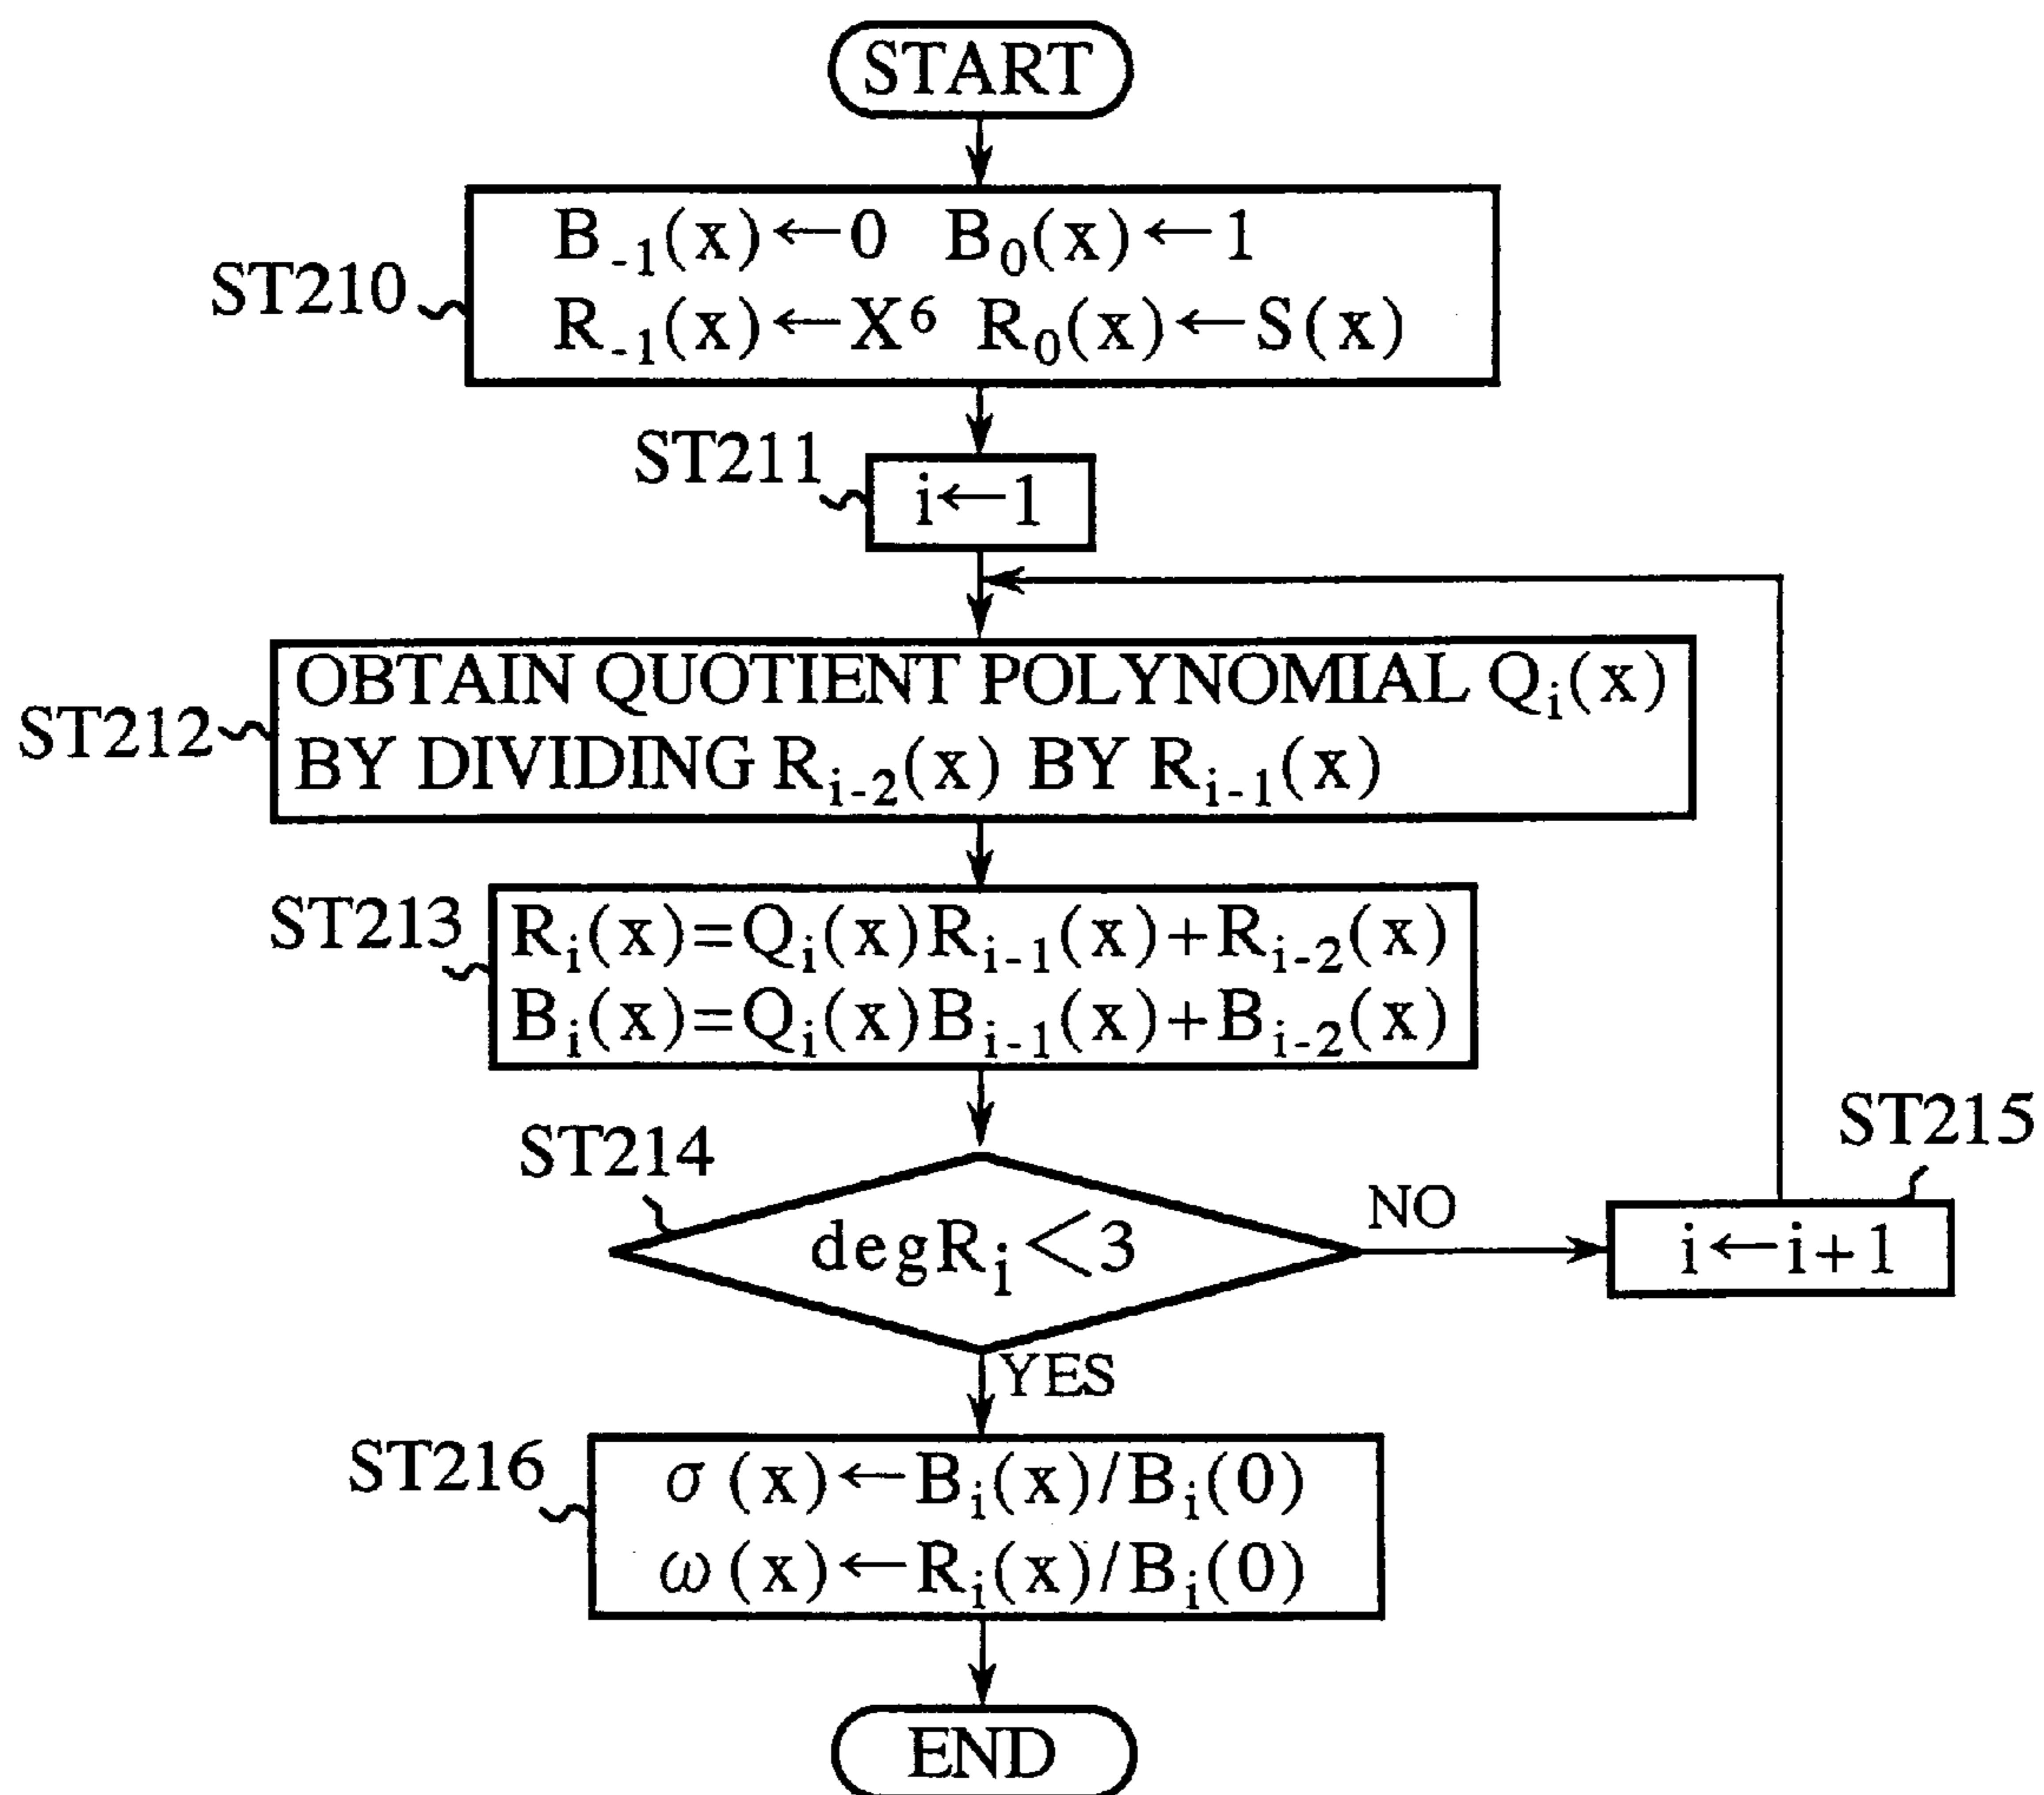 START
ST210
B₋₁(x)←0 B₀(x)←1
R₋₁(x)←X⁶ R₀(x)←S(x)
ST211
i←1
ST212
OBTAIN QUOTIENT POLYNOMIAL Qᵢ(x)
BY DIVIDING Rᵢ₋₂(x) BY Rᵢ₋₁(x)
ST213
Rᵢ(x)=Qᵢ(x)Rᵢ₋₁(x)+Rᵢ₋₂(x)
Bᵢ(x)=Qᵢ(x)Bᵢ₋₁(x)+Bᵢ₋₂(x)
ST214
degRᵢ<3
NO
ST215
i←i+1
YES
ST216
σ(x)←Bᵢ(x)/Bᵢ(0)
ω(x)←Rᵢ(x)/Bᵢ(0)
END